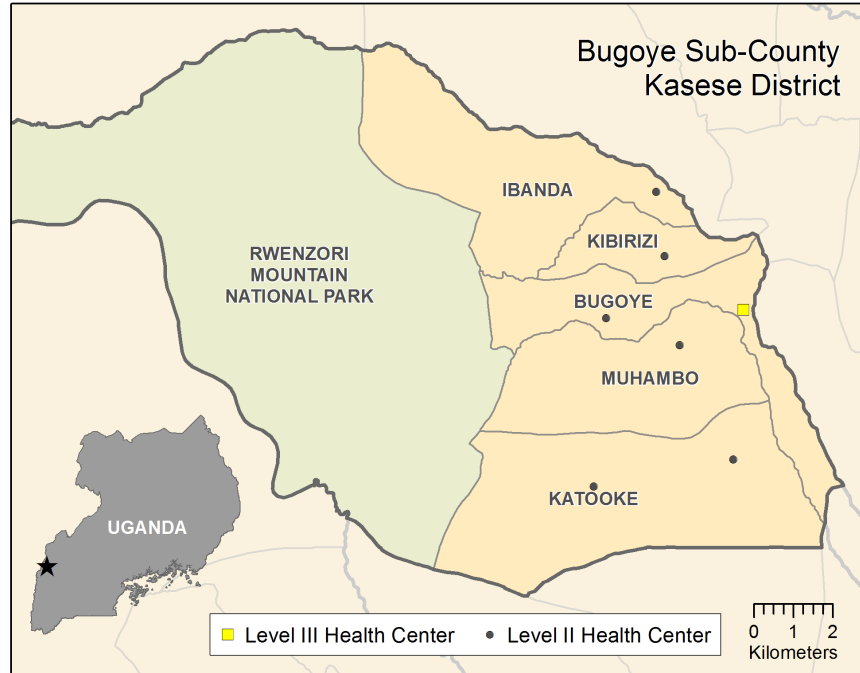 Bugoye Sub-County
Kasese District
IBANDA
KIBIRIZI
RWENZORI
MOUNTAIN
NATIONAL PARK
BUGOYE
MUHAMBO
KATOOKE
UGANDA
Level III Health Center
Level II Health Center
0 1 2
Kilometers